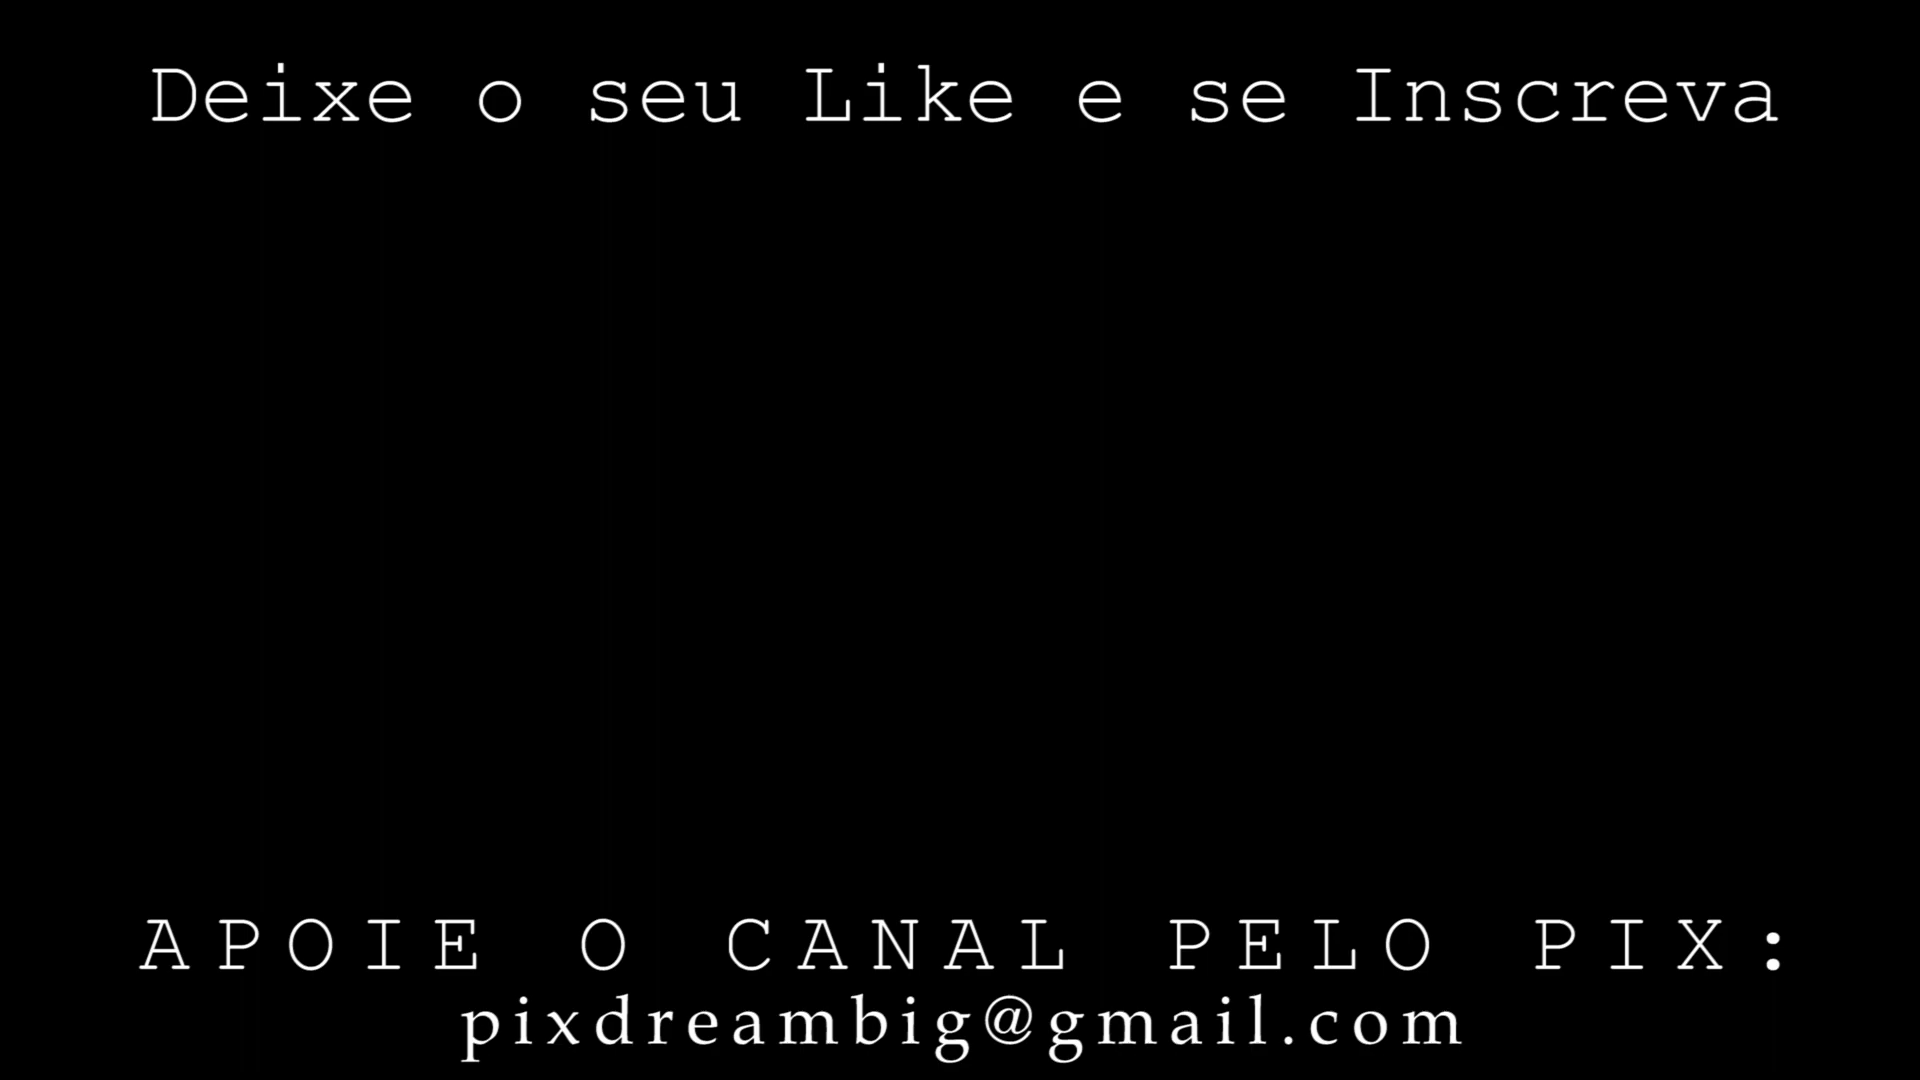 Deixe o seu Like e se Inscreva
APOIE O CANAL PELO PIX:
pixdreambig@gmail.com